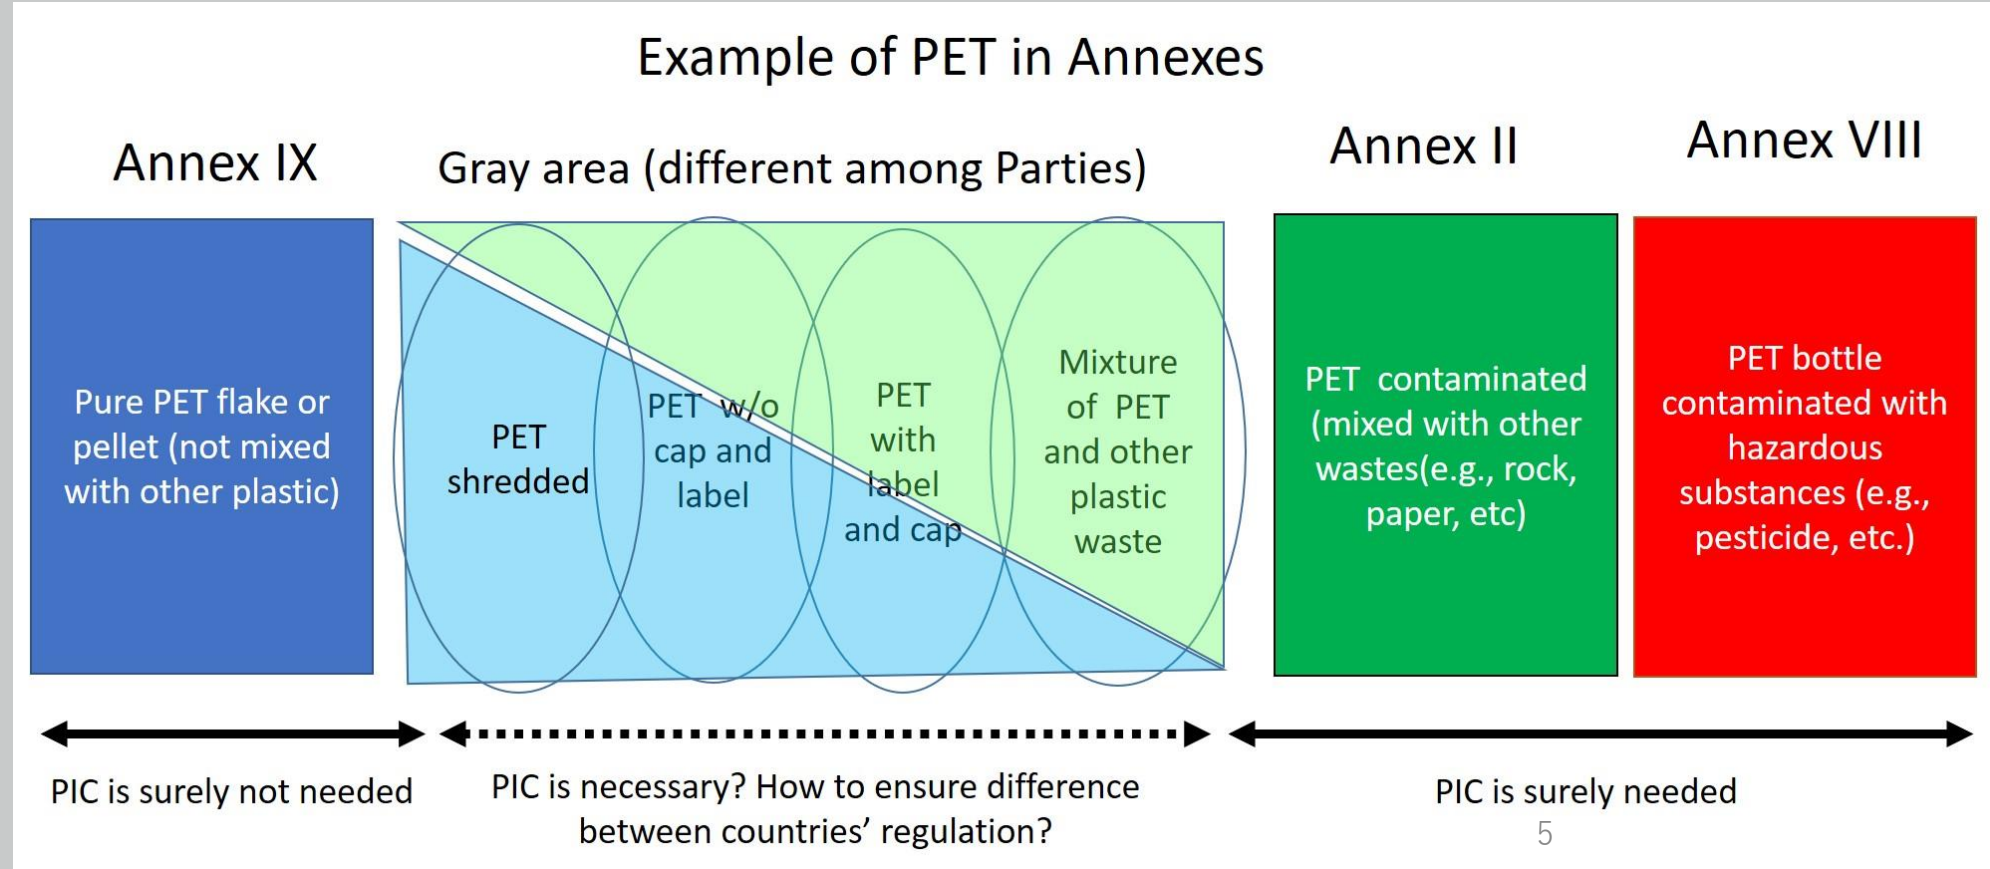 Example of PET in Annexes
Annex IX
Gray area (different among Parties)
Annex II
Annex VIII
Pure PET flake or
pellet (not mixed
with other plastic)
PET
shredded
PET w/o
cap and
label
PET
with
label
and cap
Mixture
of PET
and other
plastic
waste
PET contaminated
(mixed with other
wastes(e.g., rock,
paper, etc)
PET bottle
contaminated with
hazardous
substances (e.g.,
pesticide, etc.)
PIC is surely not needed
PIC is necessary? How to ensure difference
between countries’ regulation?
PIC is surely needed
5